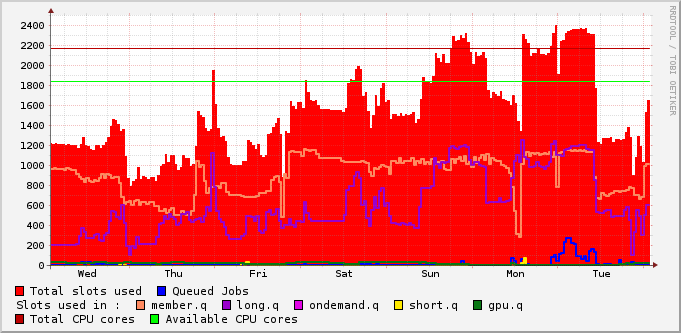 RRDTOOL / TOBI OETIKER
2400
2200
2000
1800
1600
1400
1200
1000
800
600
400
200
0
Wed Thu Fri Sat Sun Mon Tue
Total slots used Queued Jobs
Slots used in : member.q long.q ondemand.q short.q gpu.q
Total CPU cores Available CPU cores